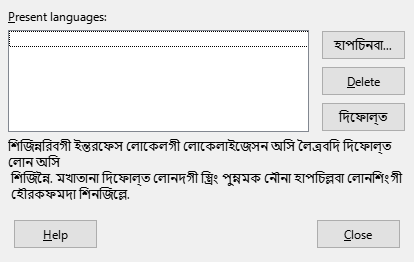 Present languages:
হাপচিনবা...
Delete
দিফোল্ত
শিজিন্নরিবগী ইন্তরফেস লোকেলগী লোকেলাইজেসন অসি লৈত্রবদি দিফোল্ত
লোন অসি
শিজিন্নৈ. মখাতানা দিফোল্ত লোনদগী ষ্ট্রিং পুন্নমক নৌনা হাপচিল্লবা লোনশিংগী
হৌরকফমদা শিনজিল্লে.
Help
Close